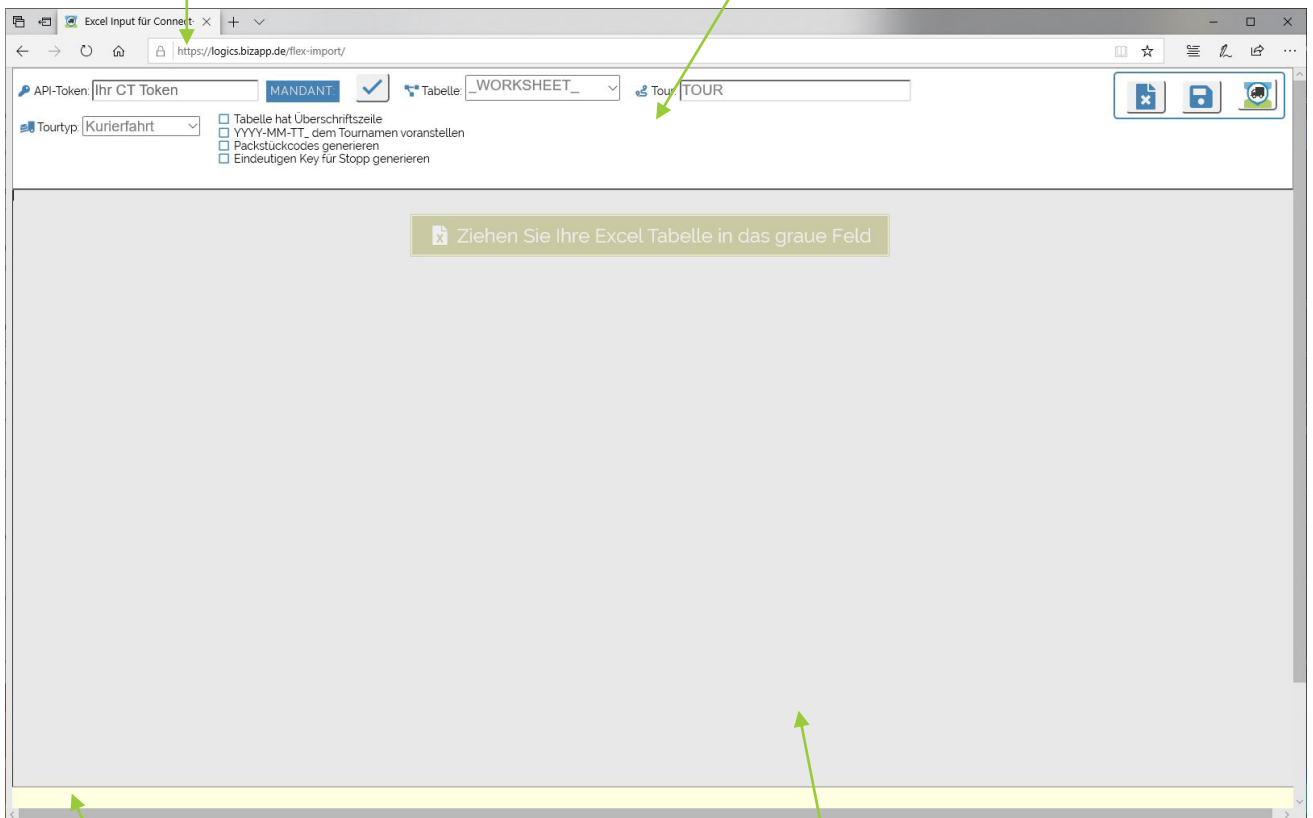 Excel Input für Connect-
https://logics.bizapp.de/flex-import/
API-Token: Ihr CT Token MANDANT: Tabelle: _WORKSHEET_ Tour: TOUR
Tourtyp: Kurierfahrt
Tabelle hat Überschriftszeile
YYYY-MM-TT_ dem Tournamen voranstellen
Packstückcodes generieren
Eindeutigen Key für Stopp generieren
Ziehen Sie Ihre Excel Tabelle in das graue Feld